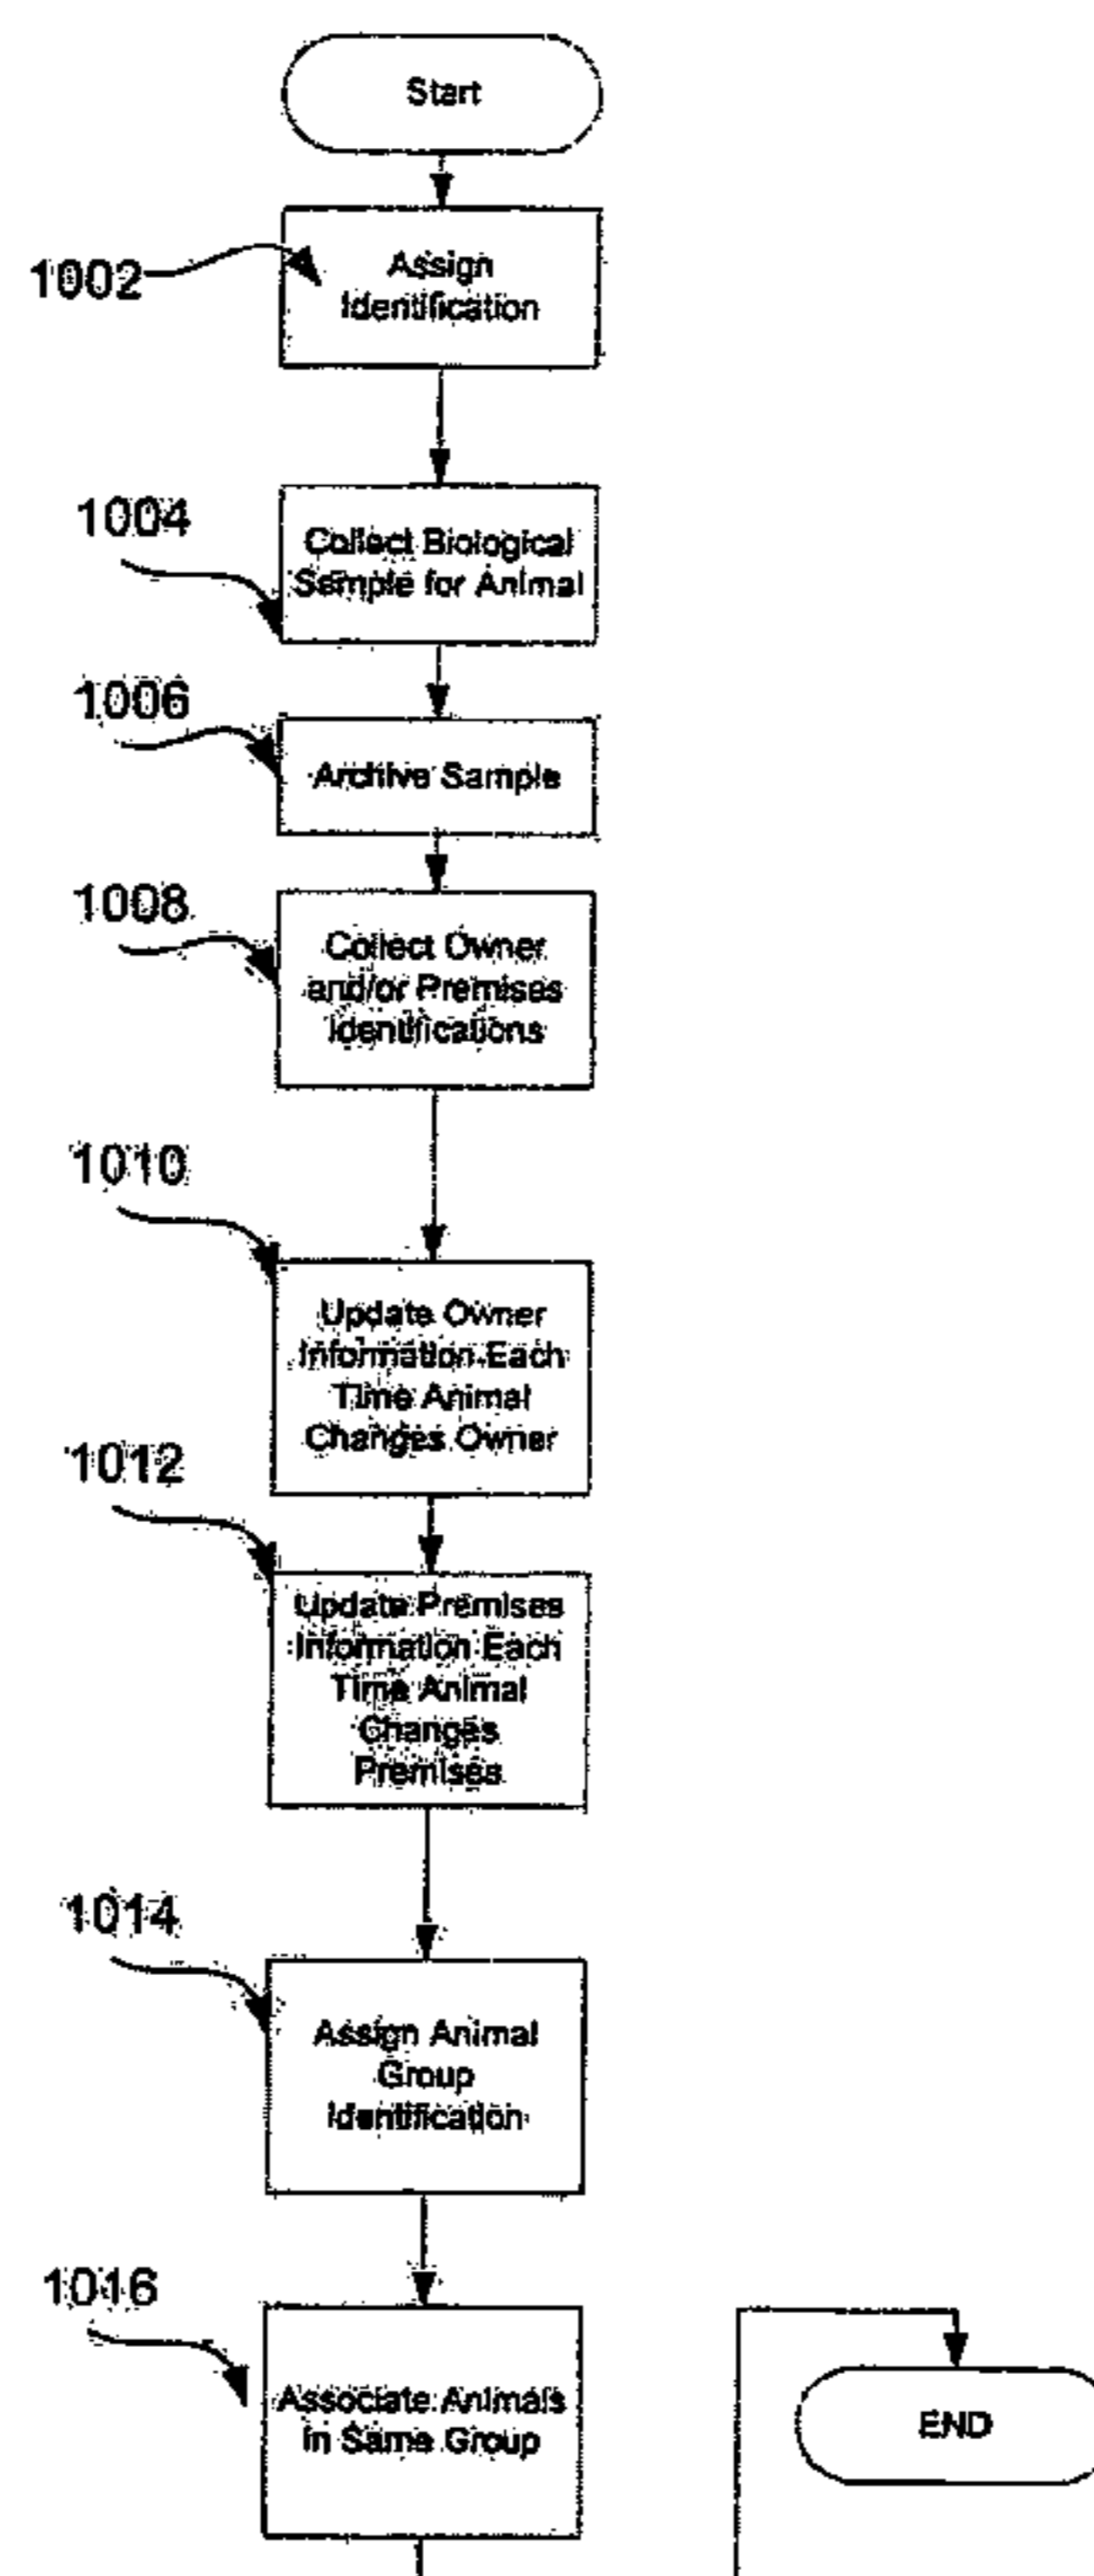 Start
1002
Assign
Identification
1004
Collect Biological
Sample for Animal
1006
Archive Sample
1008
Collect Owner
and/or Premises
Identifications
1010
Update Owner
Information Each
Time Animal
Changes Owner
1012
Update Premises
Information Each
Time Animal
Changes
Premises
1014
Assign Animal
Group
Identification
1016
Associate Animals
in Same Group
END